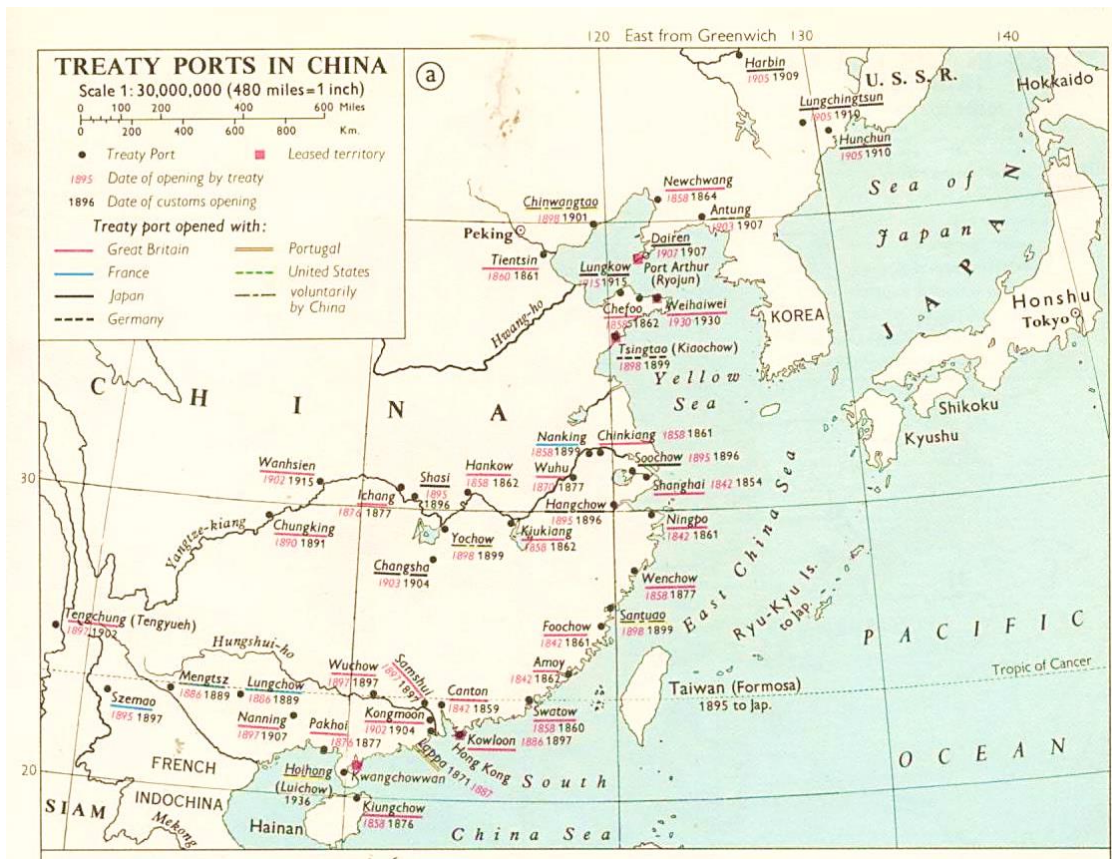 120 East from Greenwich 130 140
TREATY PORTS IN CHINA
Scale 1: 30,000,000 (480 miles=1 inch)
0 100 200 400 600 Miles
0 200 400 600 800 Km.
Treaty Port
Leased territory
1895 Date of opening by treaty
1896 Date of customs opening
Treaty port opened with:
Great Britain
Portugal
France
United States
Japan
voluntarily
by China
Germany
a
Harbin
1905 1909
U. S. S. R.
Hokkaido
Lungchingtsun
1905 1910
Hunchun
1905 1910
Sea of
Japan
JAPAN
Newchwang
1858 1864
Chinwangtao
1898 1901
Antung
1903 1907
Peking
Dairen
1907 1907
Tientsin
1860 1861
Lungkow
1915 1915
Port Arthur
(Ryojun)
Chefoo
1858 1862
Weihaiwei
1930 1930
KOREA
Honshu
Tokyo
Hwang-ho
Tsingtao (Kiaochow)
1898 1899
Yellow
Sea
Shikoku
Kyushu
CHINA
Nanking
1858 1899
Chinkiang 1858 1861
Soochow 1895 1896
Wanhsien
1902 1915
Shasi
1895
1896
Hankow
1858 1862
Wuhu
1870 1877
Shanghai 1842 1854
30
Ichang
1876 1877
Hangchow
1895 1896
Ningpo
1842 1861
Yangtze-kiang
Chungking
1890 1891
Yochow
1898 1899
Kiukiang
1858 1862
Changsha
1903 1904
Wenchow
1858 1877
East China Sea
Ryu-Kyu Is.
to Jap.
Tengchung (Tengyueh)
1897 1902
Santuao
1898 1899
Foochow
1842 1861
PACIFIC
Hungshui-ho
Wuchow
1897 1897
Samshui
1897 1897
Amoy
1842 1862
Tropic of Cancer
Mengtsz
1886 1889
Lungchow
1886 1889
Canton
1842 1859
Taiwan (Formosa)
1895 to Jap.
Szemao
1895 1897
Swatow
1858 1860
Nanning
1897 1907
Pakhoi
1876 1877
Kongmoon
1902 1904
Kowloon 1886 1897
Hong Kong
Lappa 1871 1887
OCEAN
20
FRENCH
INDOCHINA
Hoihong
(Luichow)
1936
Kwangchowwan
South
China Sea
SIAM
Mekong
Hainan
Kiungchow
1858 1876